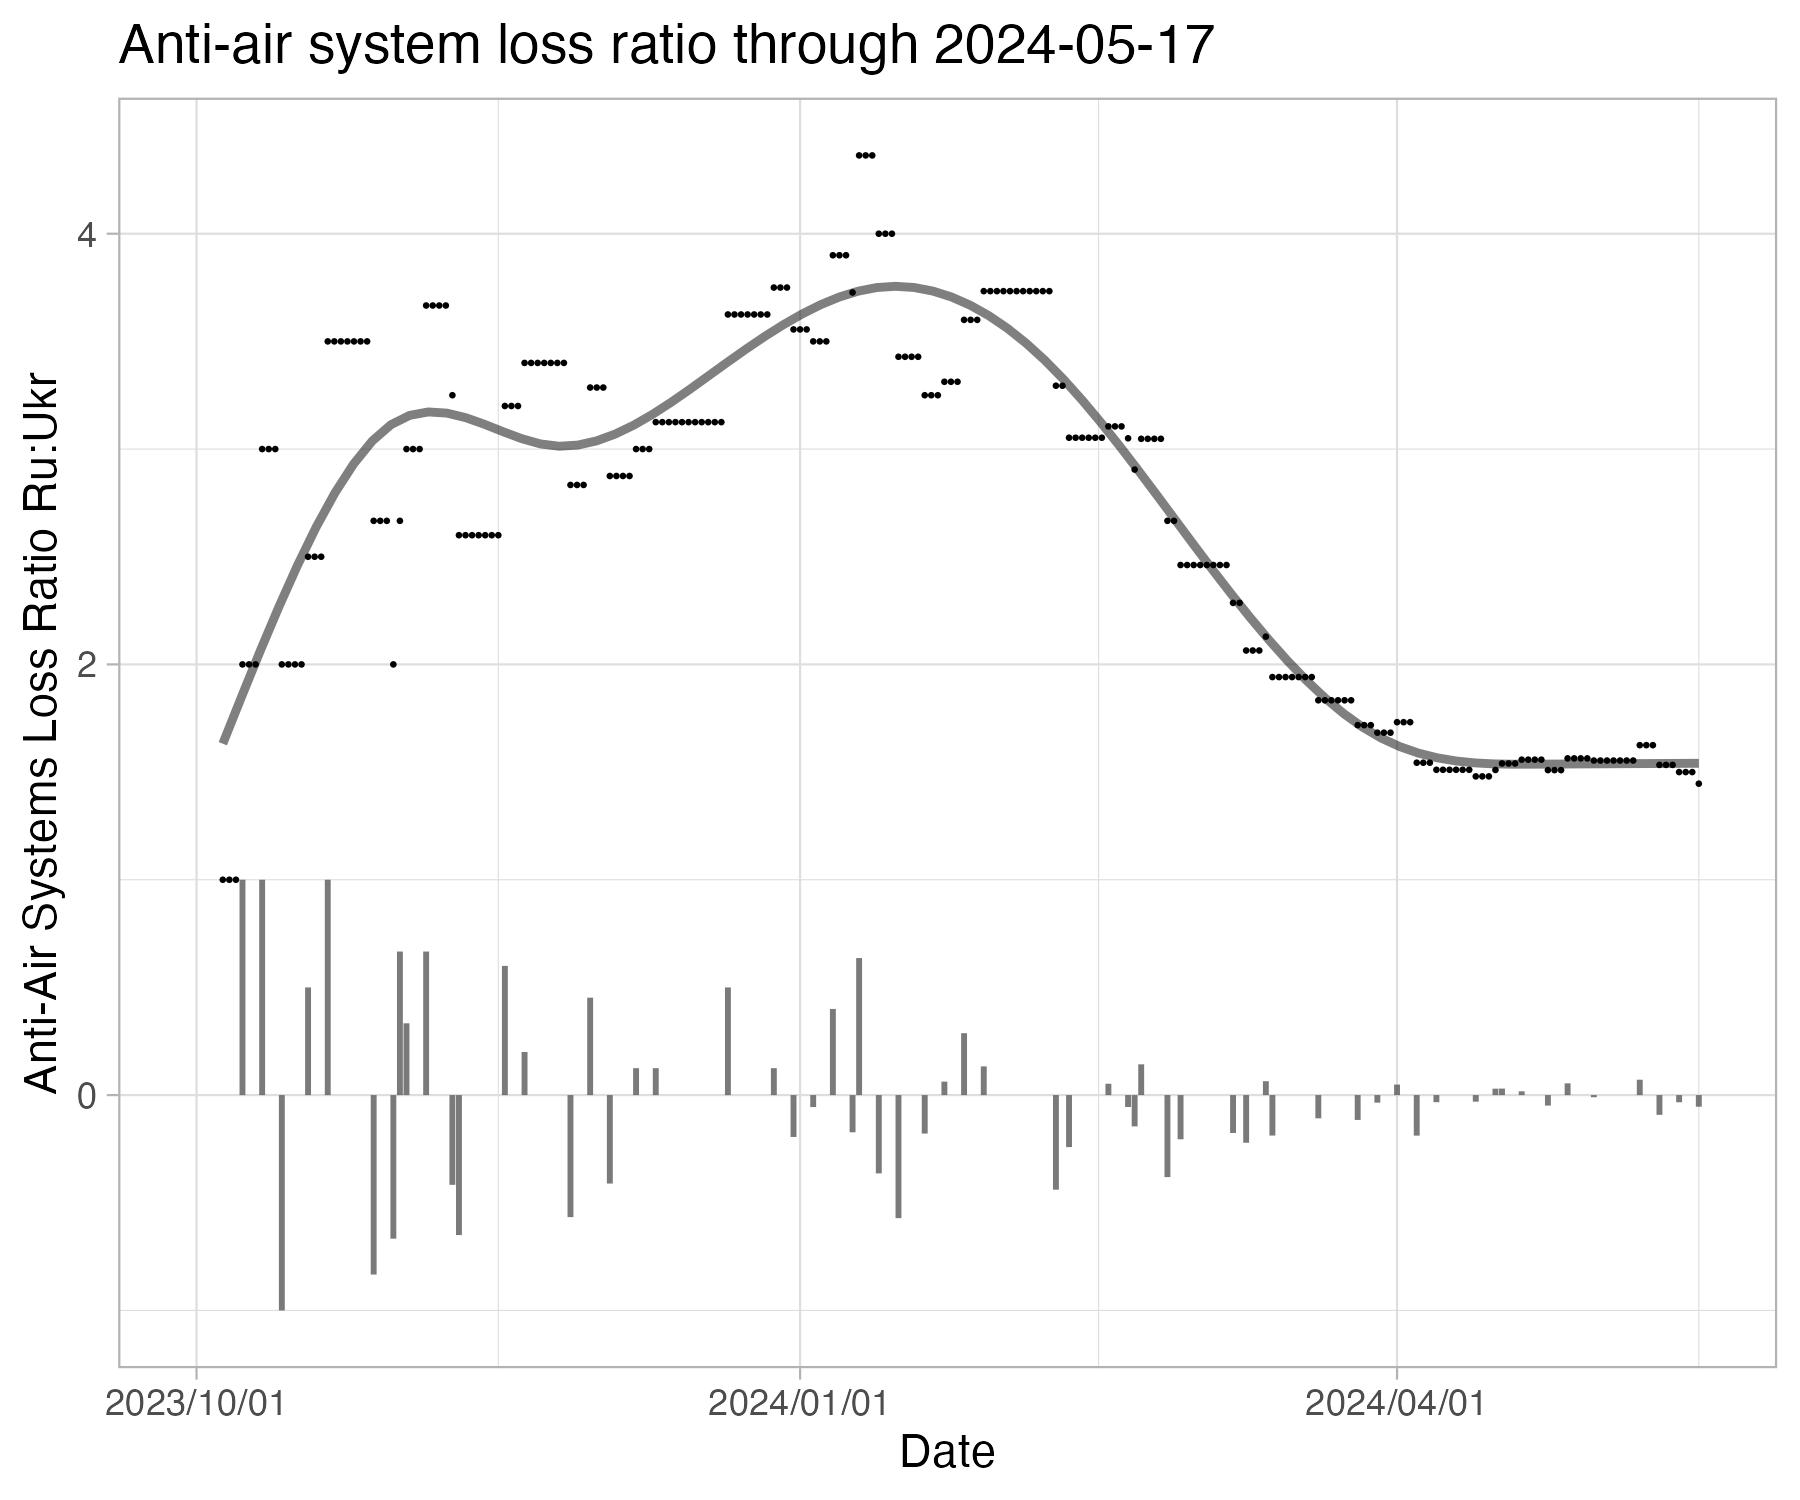 Anti-air system loss ratio through 2024-05-17
Anti-Air Systems Loss Ratio Ru:Ukr
4
2
0
2023/10/01
2024/01/01
2024/04/01
Date